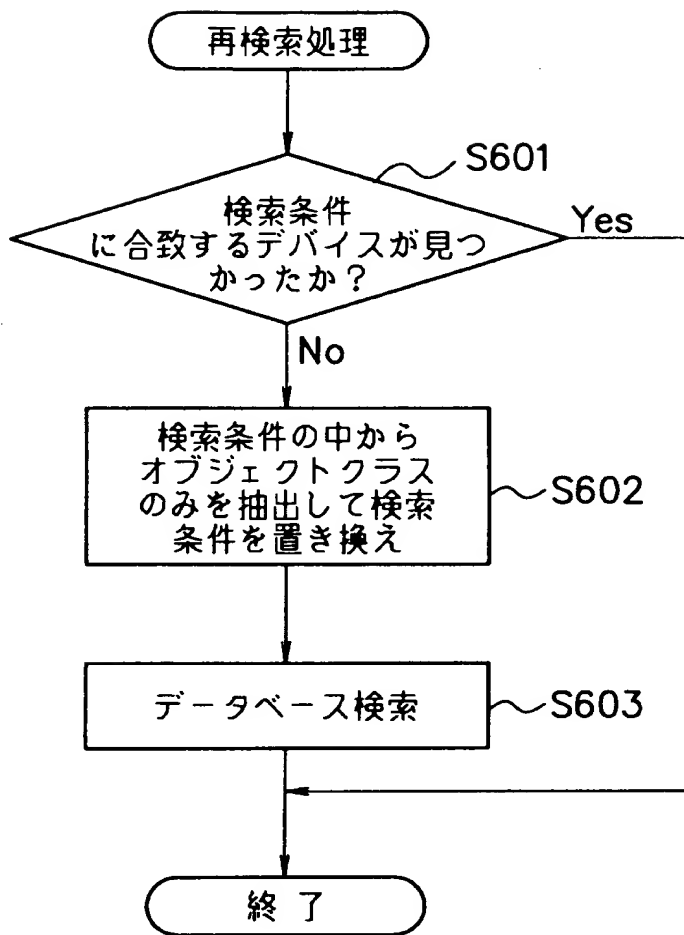 再検索処理
S601
検索条件
に合致するデバイスが見つ
かったか？
Yes
No
検索条件の中から
オブジェクトクラス
のみを抽出して検索
条件を置き換え
S602
データベース検索
S603
終了